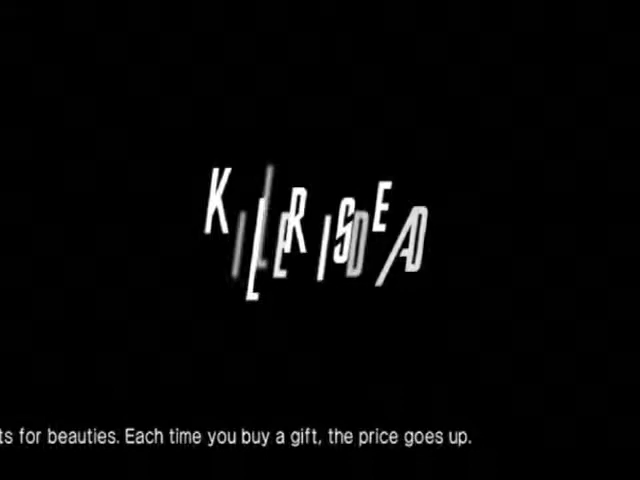 KILLER IS DEAD
ts for beauties. Each time you buy a gift, the price goes up.